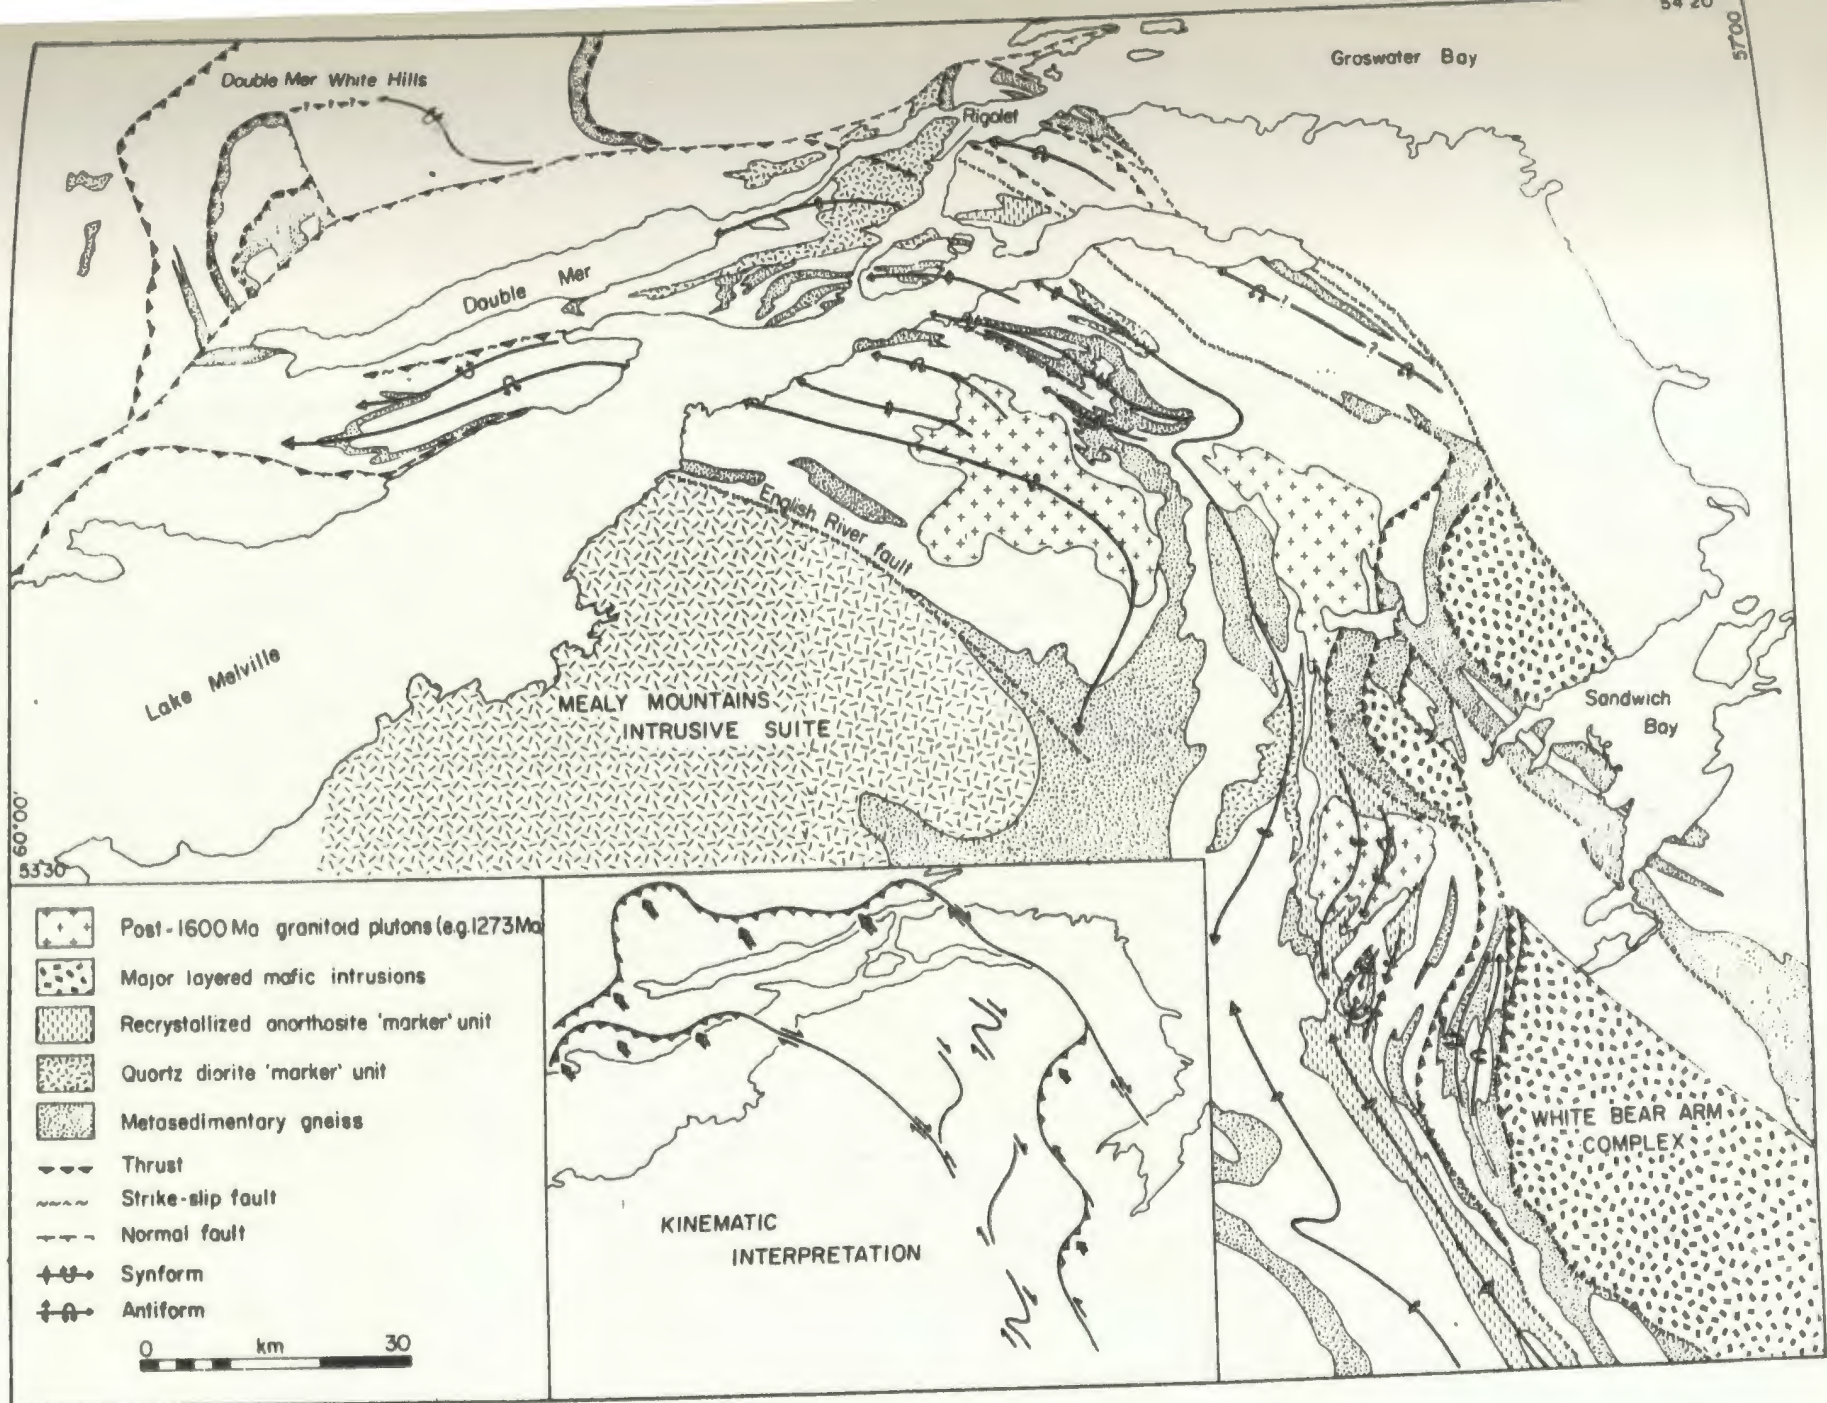 54°20'
57°00'
Groswater Bay
Double Mer White Hills
Rigolet
Double Mer
English River fault
Lake Melville
MEALY MOUNTAINS
INTRUSIVE SUITE
Sandwich
Bay
60°00'
53°30'
WHITE BEAR ARM
COMPLEX
Post-1600 Ma granitoid plutons (e.g. 1273 Ma)
Major layered mafic intrusions
Recrystallized anorthosite 'marker' unit
Quartz diorite 'marker' unit
Metasedimentary gneiss
Thrust
Strike-slip fault
Normal fault
Synform
Antiform
0 km 30
KINEMATIC
INTERPRETATION
?
?